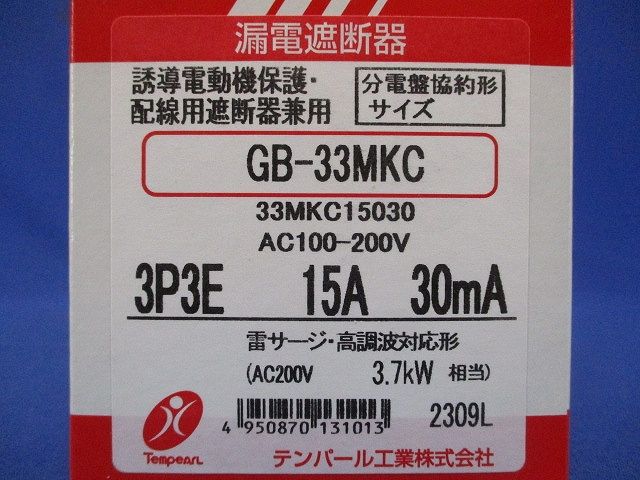 漏電遮断器
誘導電動機保護・
配線用遮断器兼用
分電盤協約形
サイズ
GB-33MKC
33MKC15030
AC100-200V
3P3E 15A 30mA
雷サージ・高調波対応形
(AC200V 3.7kW 相当)
4 950870 131013
2309L
Tempearl
テンパール工業株式会社